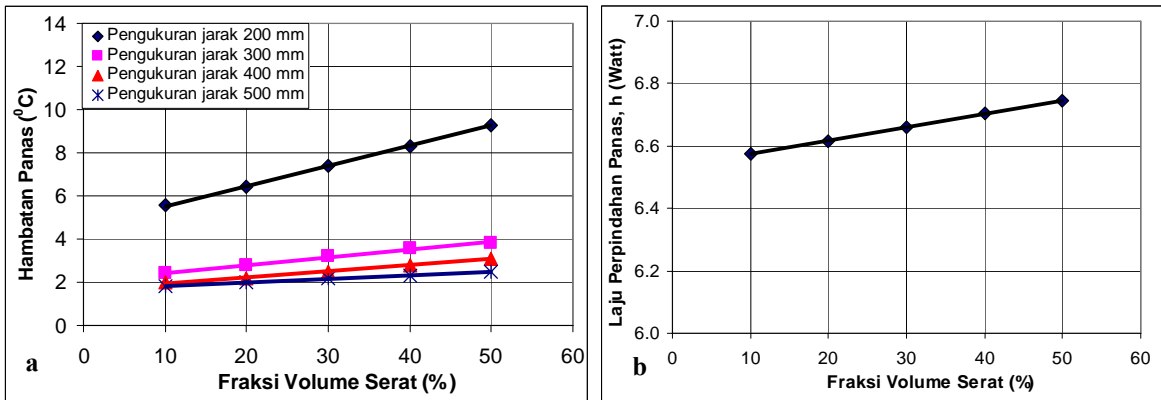 14
12
10
8
6
4
2
0
Hambatan Panas (⁰C)
Pengukuran jarak 200 mm
Pengukuran jarak 300 mm
Pengukuran jarak 400 mm
Pengukuran jarak 500 mm
0 10 20 30 40 50 60
Fraksi Volume Serat (%)
a
7.0
6.8
6.6
6.4
6.2
6.0
Laju Perpindahan Panas, h (Watt)
0 10 20 30 40 50 60
Fraksi Volume Serat (%)
b